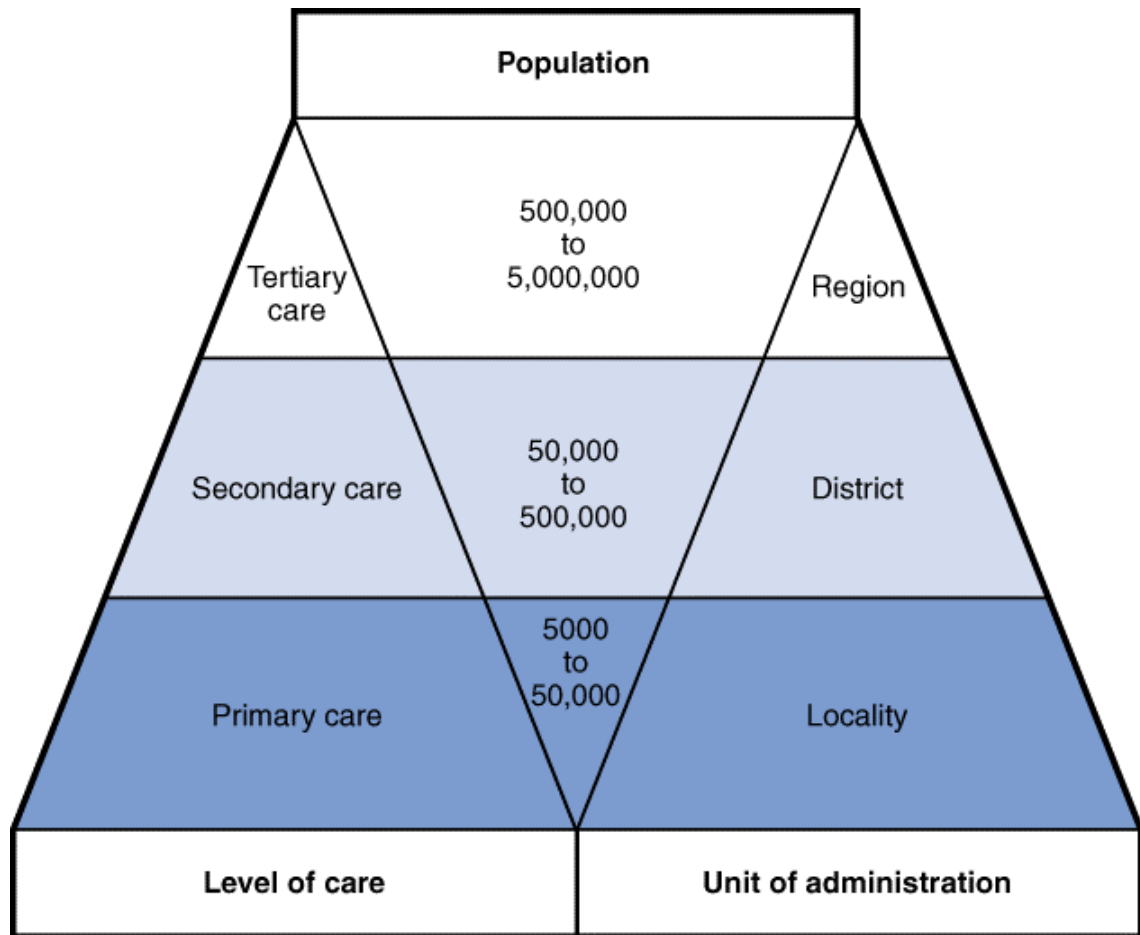 Population
500,000
to
5,000,000
Tertiary
care
Region
50,000
to
500,000
Secondary care
District
5000
to
50,000
Primary care
Locality
Level of care
Unit of administration